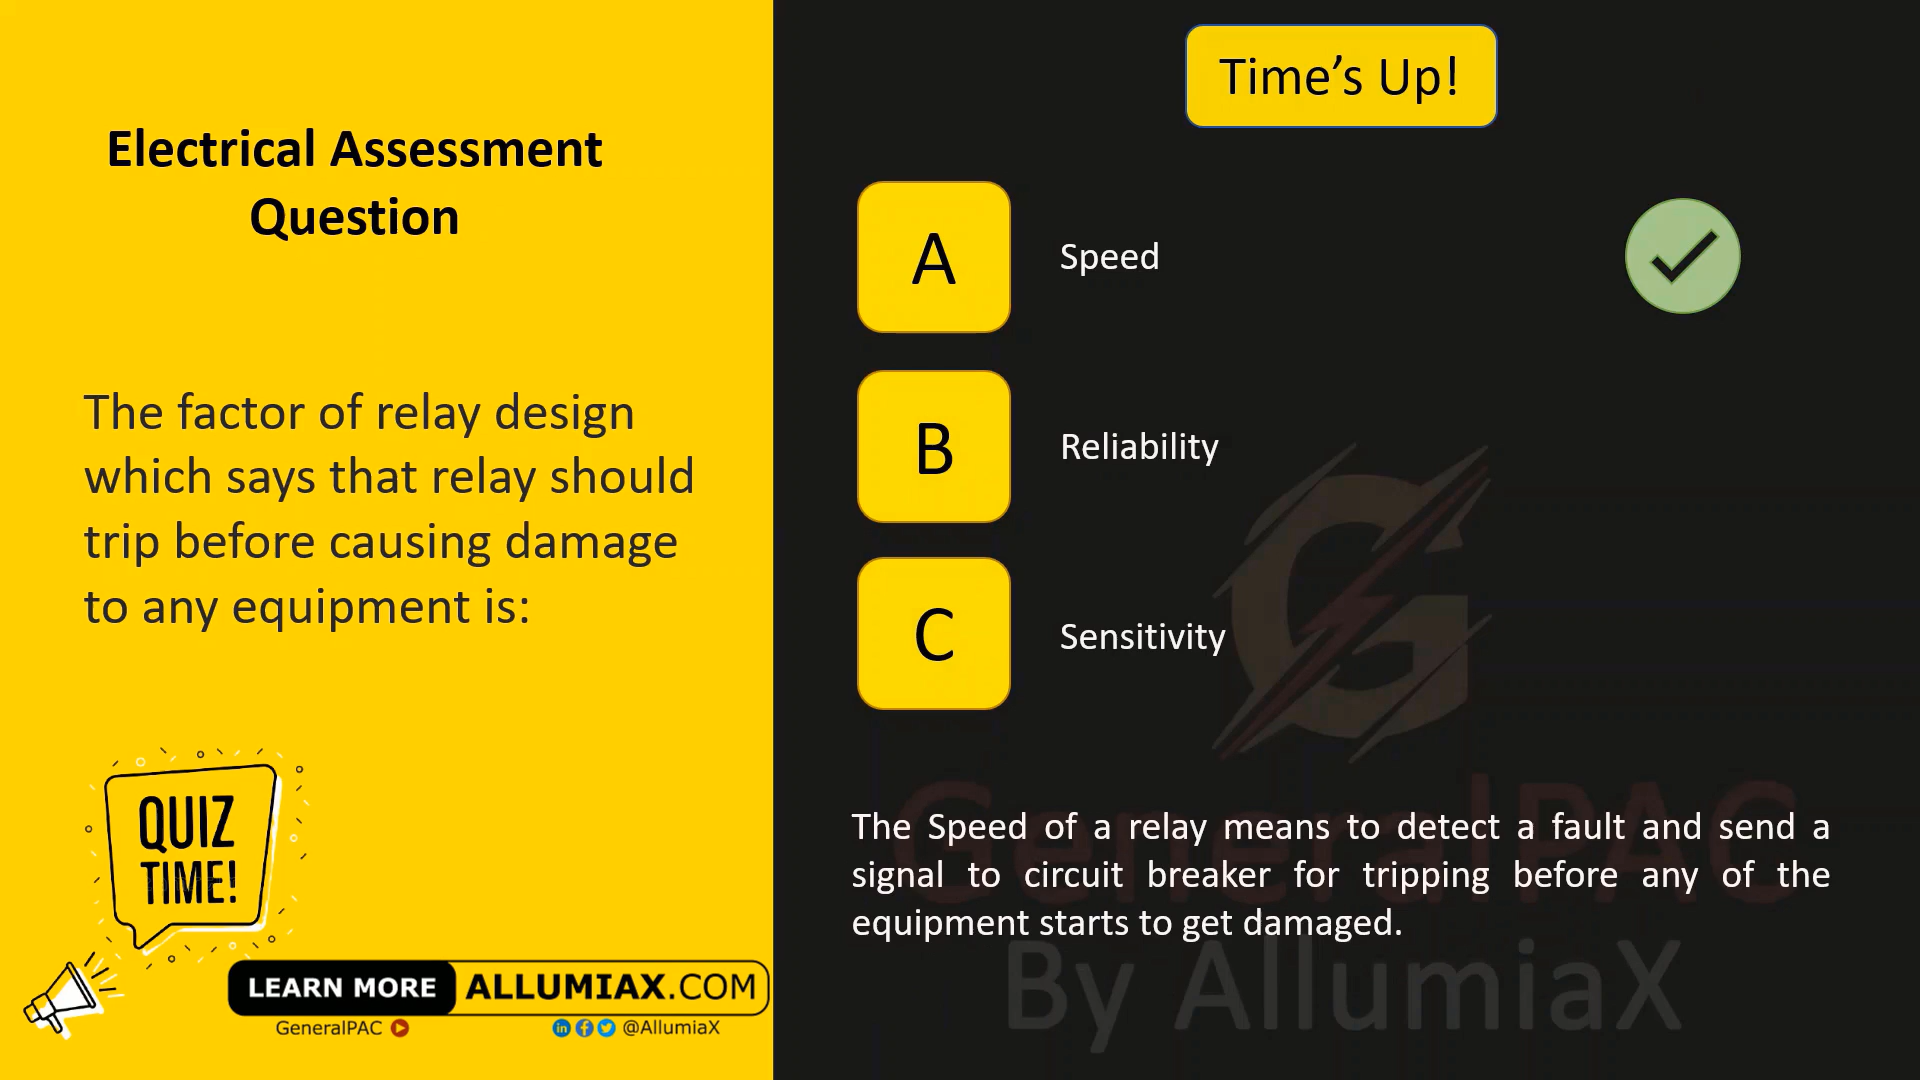 Electrical Assessment
Question
The factor of relay design
which says that relay should
trip before causing damage
to any equipment is:
QUIZ
TIME!
LEARN MORE ALLUMIAX.COM
GeneralPAC @AllumiaX
Time’s Up!
A Speed
B Reliability
C Sensitivity
The Speed of a relay means to detect a fault and send a
signal to circuit breaker for tripping before any of the
equipment starts to get damaged.
G
GeneralPAC
By AllumiaX